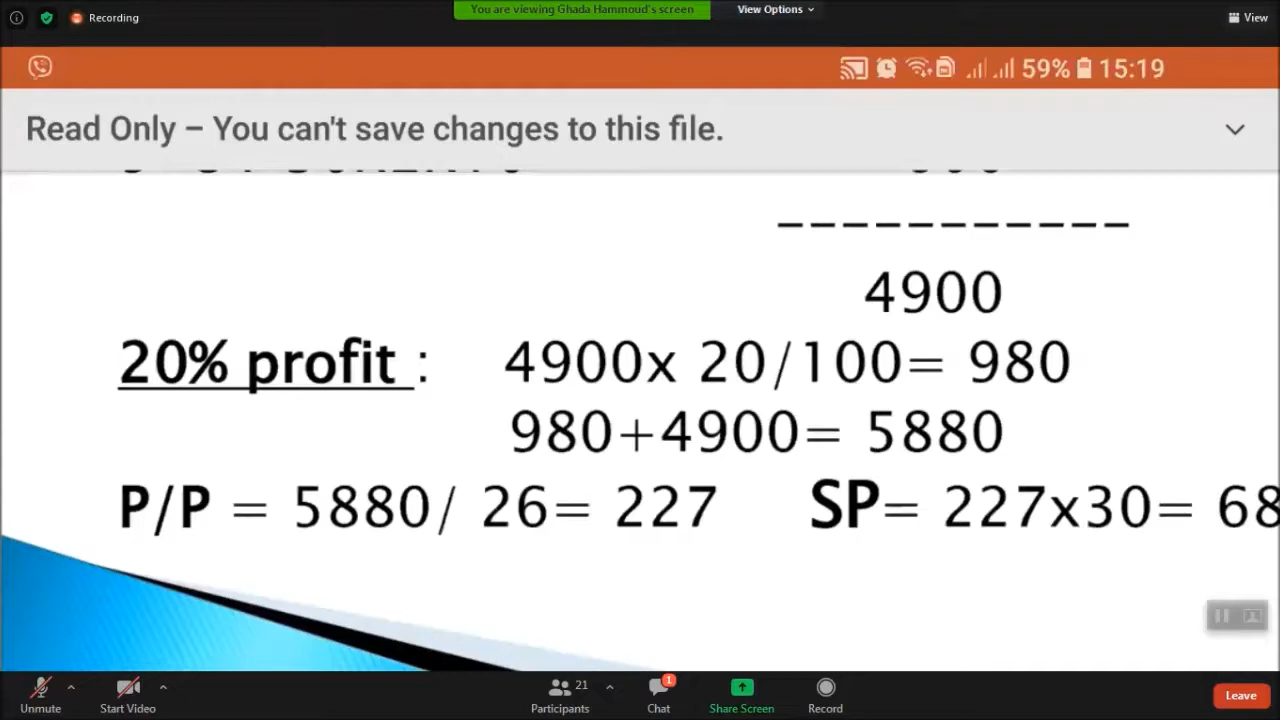 Recording
You are viewing Ghada Hammoud's screen
View Options
View
59% 15:19
Read Only – You can't save changes to this file.
-----------
4900
20% profit : 4900x 20/100= 980
980+4900= 5880
P/P = 5880/ 26= 227 SP= 227x30= 68
Unmute
Start Video
21
Participants
1
Chat
Share Screen
Record
Leave